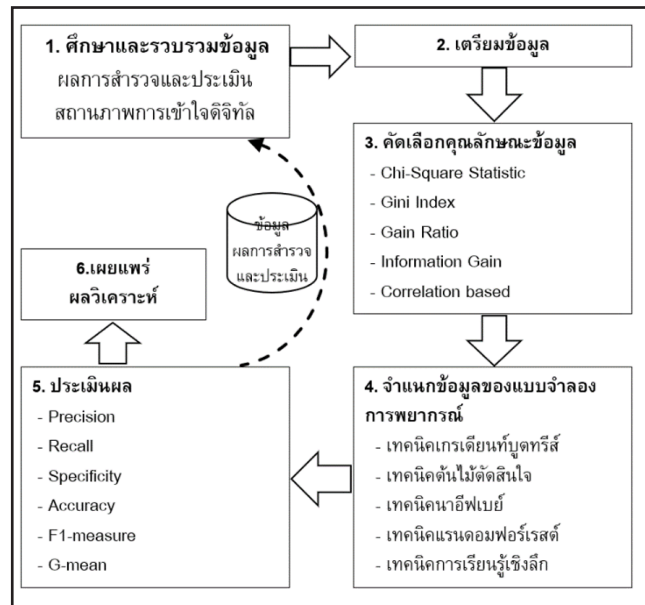 1. ศึกษาและรวบรวมข้อมูล
ผลการสำรวจและประเมิน
สถานภาพการเข้าใจดิจิทัล
2. เตรียมข้อมูล
3. คัดเลือกคุณลักษณะข้อมูล
- Chi-Square Statistic
- Gini Index
- Gain Ratio
- Information Gain
- Correlation based
4. จำแนกข้อมูลของแบบจำลอง
การพยากรณ์
- เทคนิคเกรเดียนท์บูตทรีส์
- เทคนิคต้นไม้ตัดสินใจ
- เทคนิคนาอีฟเบย์
- เทคนิคแรนดอมฟอร์เรสต์
- เทคนิคการเรียนรู้เชิงลึก
5. ประเมินผล
- Precision
- Recall
- Specificity
- Accuracy
- F1-measure
- G-mean
6.เผยแพร่
ผลวิเคราะห์
ข้อมูล
ผลการสำรวจ
และประเมิน